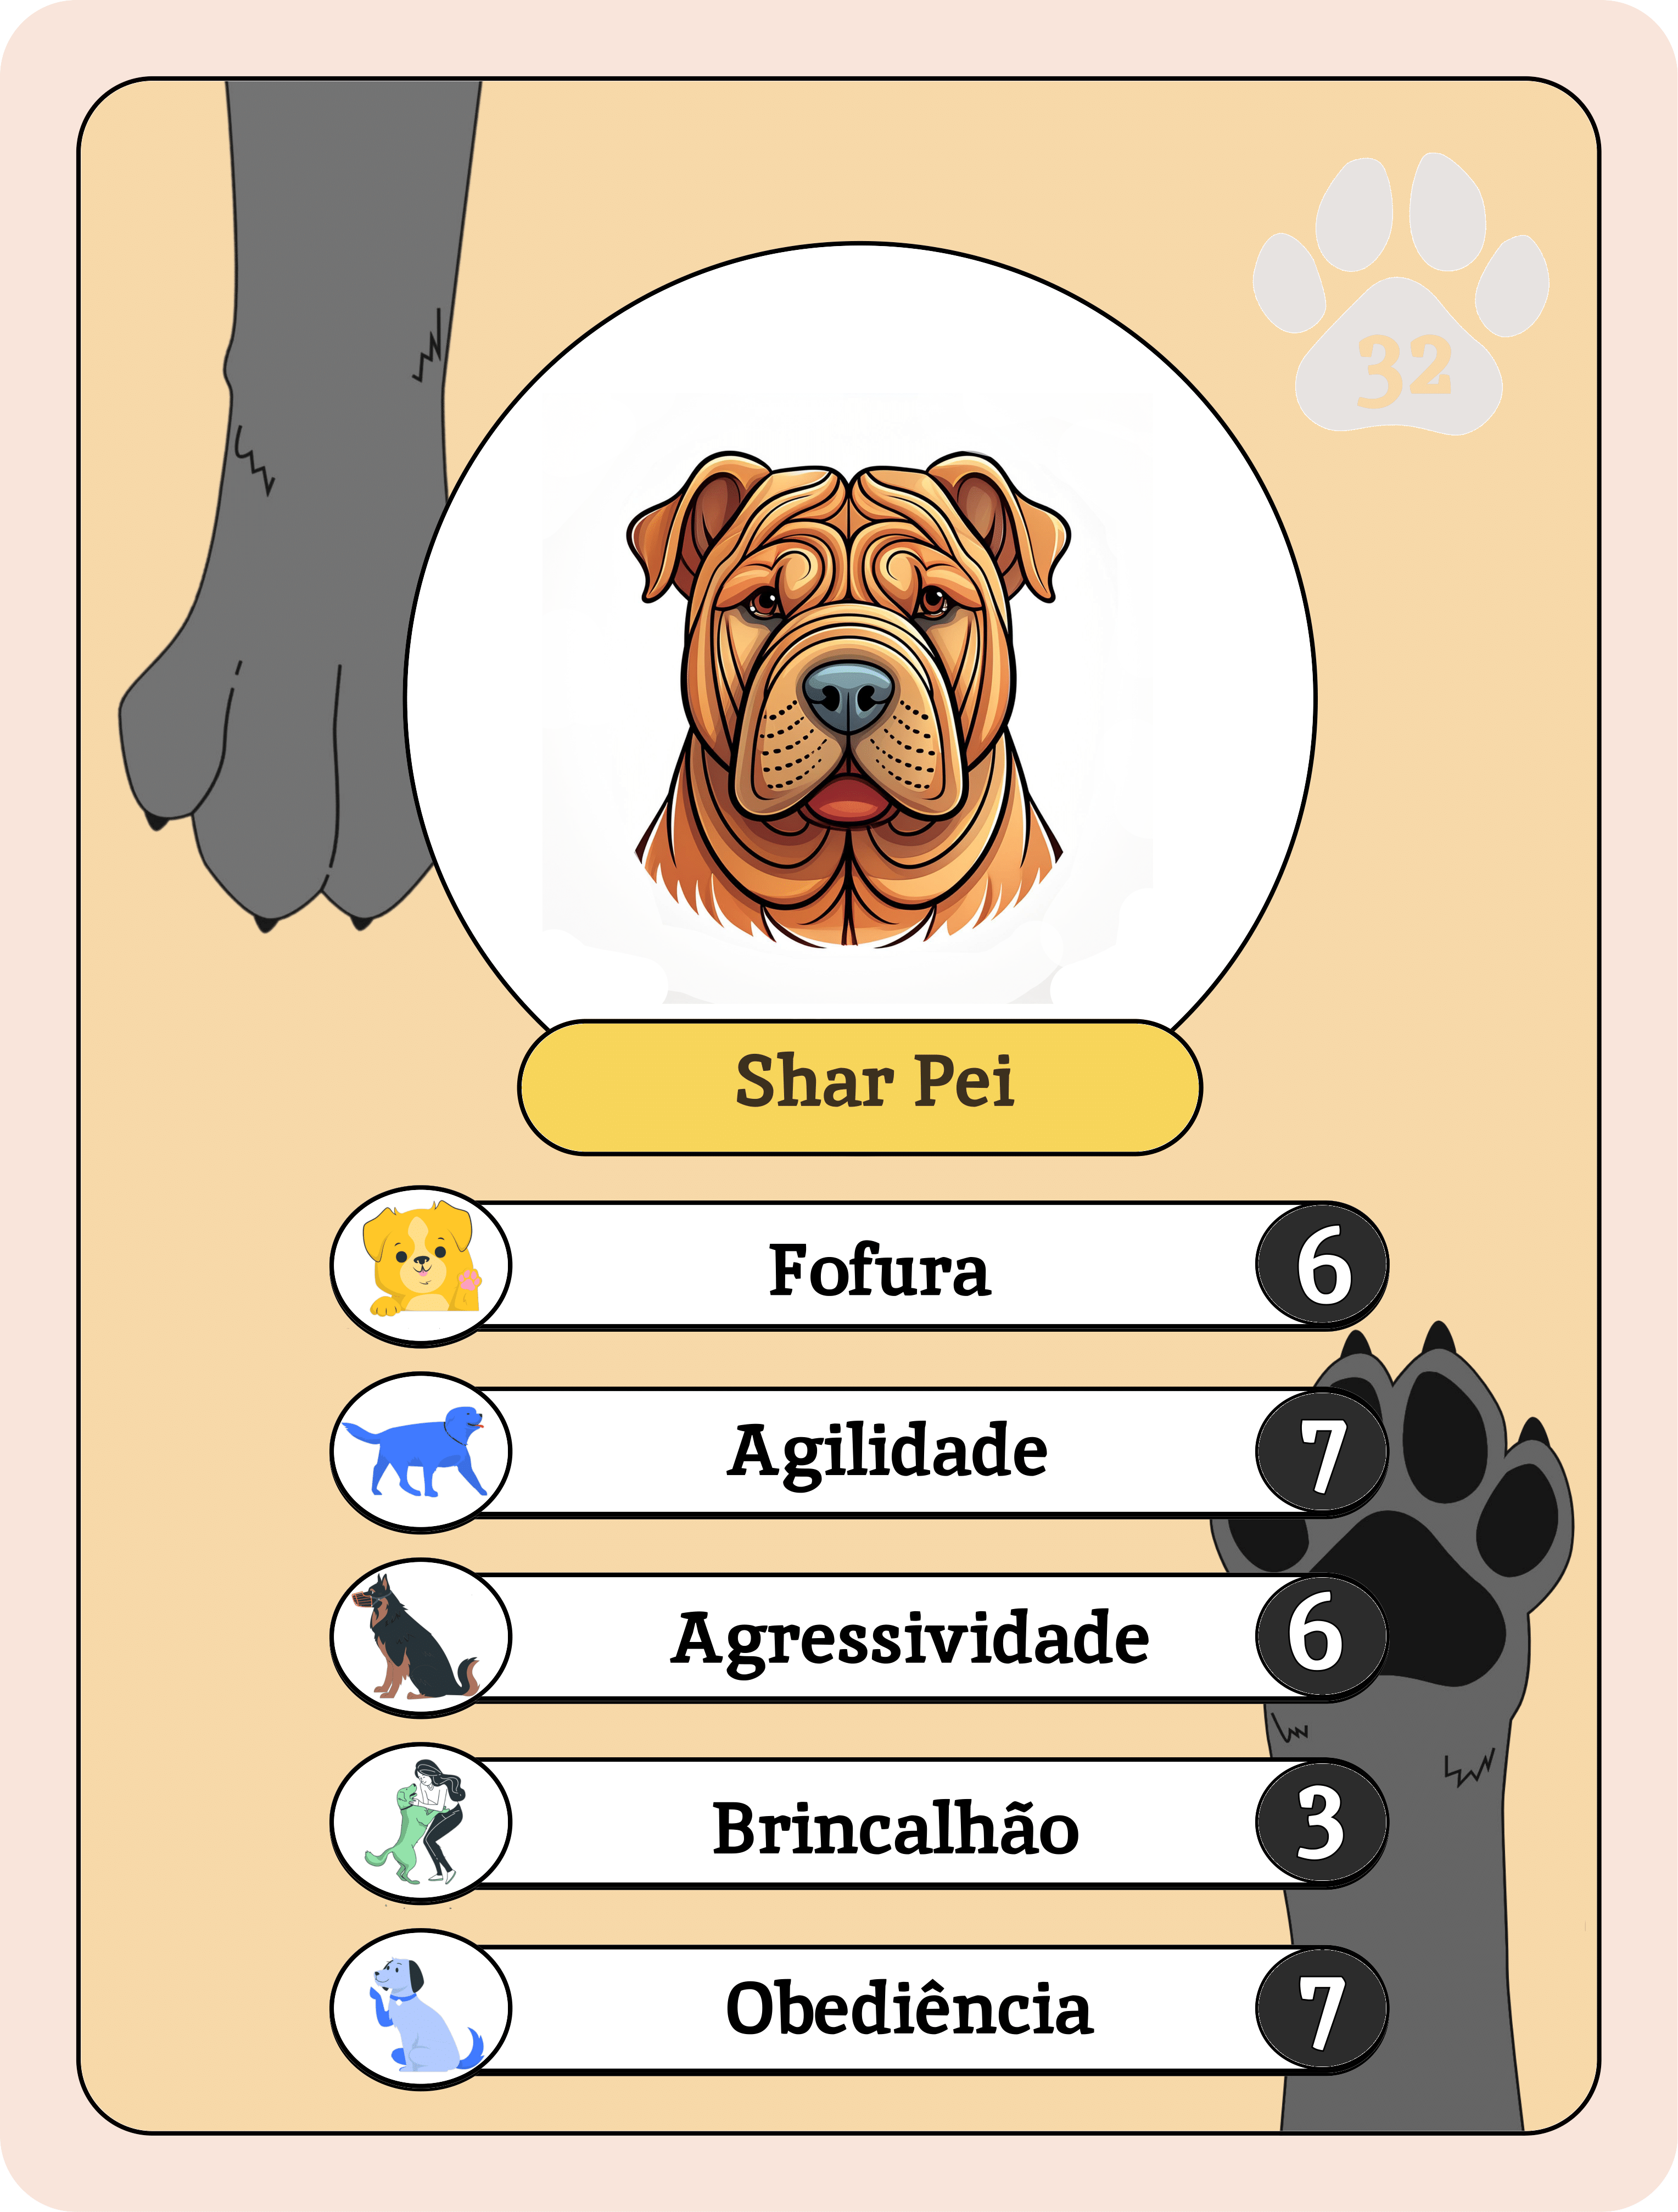 32
Shar Pei
Fofura 6
Agilidade 7
Agressividade 6
Brincalhão 3
Obediência 7